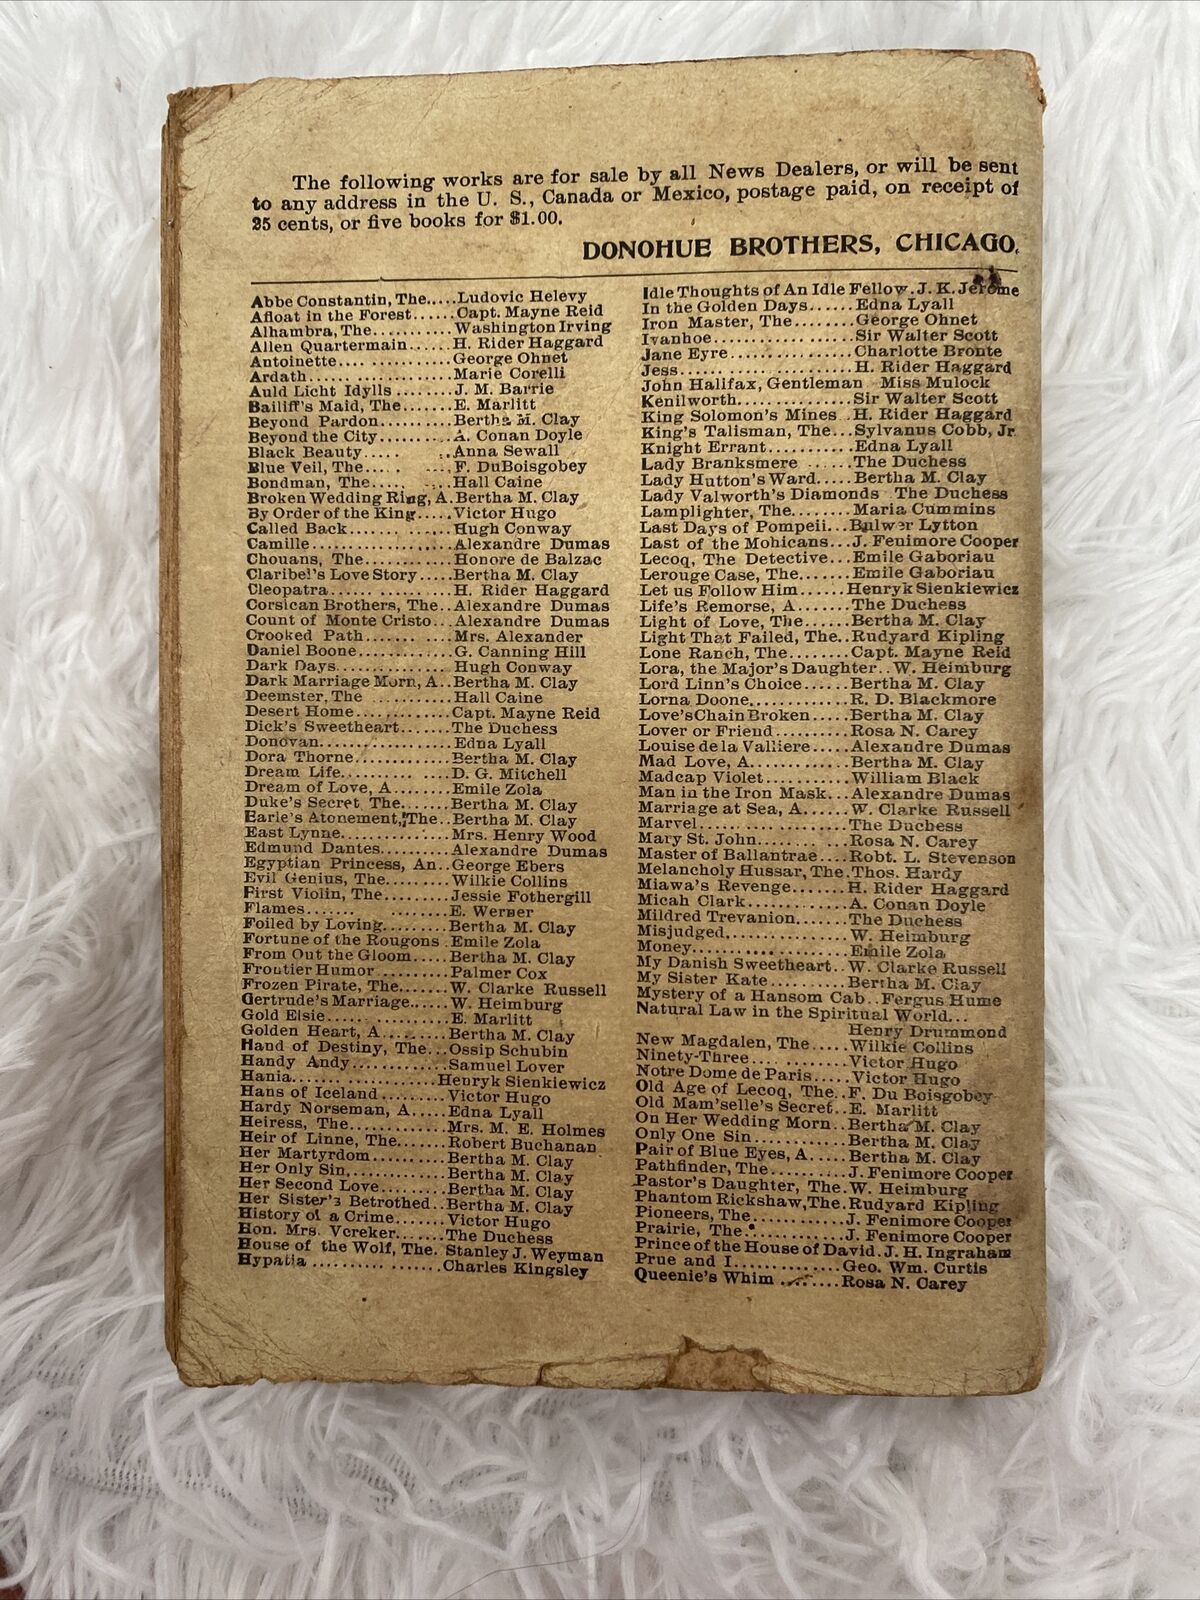 The following works are for sale by all News Dealers, or will be sent
to any address in the U. S., Canada or Mexico, postage paid, on receipt of
25 cents, or five books for $1.00.
DONOHUE BROTHERS, CHICAGO.
Abbe Constantin, The.....Ludovic Helevy
Afloat in the Forest......Capt. Mayne Reid
Alhambra, The...........Washington Irving
Allen Quartermain......H. Rider Haggard
Antoinette................George Ohnet
Ardath....................Marie Corelli
Auld Licht Idylls ........J. M. Barrie
Bailiff's Maid, The.......E. Marlitt
Beyond Pardon..........Bertha M. Clay
Beyond the City.........A. Conan Doyle
Black Beauty.....Anna Sewall
Blue Veil, The.........F. DuBoisgobey
Bondman, The.........Hall Caine
Broken Wedding Ring, A.Bertha M. Clay
By Order of the King.....Victor Hugo
Called Back.............Hugh Conway
Camille..................Alexandre Dumas
Chouans, The...........Honore de Balzac
Claribel's Love Story.....Bertha M. Clay
Cleopatra................H. Rider Haggard
Corsican Brothers, The..Alexandre Dumas
Count of Monte Cristo...Alexandre Dumas
Crooked Path...........Mrs. Alexander
Daniel Boone............G. Canning Hill
Dark Days..............Hugh Conway
Dark Marriage Morn, A..Bertha M. Clay
Deemster, The ..........Hall Caine
Desert Home............Capt. Mayne Reid
Dick's Sweetheart.......The Duchess
Donovan.................Edna Lyall
Dora Thorne.............Bertha M. Clay
Dream Life..............D. G. Mitchell
Dream of Love, A........Emile Zola
Duke's Secret, The.......Bertha M. Clay
Earle's Atonement, The..Bertha M. Clay
East Lynne..............Mrs. Henry Wood
Edmund Dantes..........Alexandre Dumas
Egyptian Princess, An..George Ebers
Evil Genius, The.........Wilkie Collins
First Violin, The.........Jessie Fothergill
Flames................E. Werner
Foiled by Loving.........Bertha M. Clay
Fortune of the Rougons .Emile Zola
From Out the Gloom.....Bertha M. Clay
Frontier Humor ..........Palmer Cox
Frozen Pirate, The.......W. Clarke Russell
Gertrude's Marriage......W. Heimburg
Gold Elsie................E. Marlitt
Golden Heart, A.........Bertha M. Clay
Hand of Destiny, The...Ossip Schubin
Handy Andy.............Samuel Lover
Hania...................Henryk Sienkiewicz
Hans of Iceland..........Victor Hugo
Hardy Norseman, A.....Edna Lyall
Heiress, The............Mrs. M. E. Holmes
Heir of Linne, The.......Robert Buchanan
Her Martyrdom..........Bertha M. Clay
Her Only Sin............Bertha M. Clay
Her Second Love........Bertha M. Clay
Her Sister's Betrothed..Bertha M. Clay
History of a Crime.......Victor Hugo
Hon. Mrs. Vereker.......The Duchess
House of the Wolf, The. Stanley J. Weyman
Hypatia .................Charles Kingsley
Idle Thoughts of An Idle Fellow.J. K. Jerome
In the Golden Days......Edna Lyall
Iron Master, The........George Ohnet
Ivanhoe.................Sir Walter Scott
Jane Eyre...............Charlotte Bronte
Jess....................H. Rider Haggard
John Halifax, Gentleman Miss Mulock
Kenilworth..............Sir Walter Scott
King Solomon's Mines .H. Rider Haggard
King's Talisman, The...Sylvanus Cobb, Jr
Knight Errant..........Edna Lyall
Lady Branksmere ......The Duchess
Lady Hutton's Ward.....Bertha M. Clay
Lady Valworth's Diamonds The Duchess
Lamplighter, The........Maria Cummins
Last Days of Pompeii...Bulwer Lytton
Last of the Mohicans...J. Fenimore Cooper
Lecoq, The Detective...Emile Gaboriau
Lerouge Case, The.......Emile Gaboriau
Let us Follow Him......Henryk Sienkiewicz
Life's Remorse, A.......The Duchess
Light of Love, The......Bertha M. Clay
Light That Failed, The..Rudyard Kipling
Lone Ranch, The........Capt. Mayne Reid
Lora, the Major's Daughter..W. Heimburg
Lord Linn's Choice......Bertha M. Clay
Lorna Doone.............R. D. Blackmore
Love's Chain Broken.....Bertha M. Clay
Lover or Friend..........Rosa N. Carey
Louise de la Valliere.....Alexandre Dumas
Mad Love, A............Bertha M. Clay
Madcap Violet...........William Black
Man in the Iron Mask...Alexandre Dumas
Marriage at Sea, A......W. Clarke Russell
Marvel..................The Duchess
Mary St. John...........Rosa N. Carey
Master of Ballantrae....Robt. L. Stevenson
Melancholy Hussar, The.Thos. Hardy
Miawa's Revenge.......H. Rider Haggard
Micah Clark.............A. Conan Doyle
Mildred Trevanion.......The Duchess
Misjudged...............W. Heimburg
Money...................Emile Zola
My Danish Sweetheart..W. Clarke Russell
My Sister Kate..........Bertha M. Clay
Mystery of a Hansom Cab..Fergus Hume
Natural Law in the Spiritual World...
Henry Drummond
New Magdalen, The.....Wilkie Collins
Ninety-Three............Victor Hugo
Notre Dome de Paris.....Victor Hugo
Old Age of Lecoq, The..F. Du Boisgobey
Old Mam'selle's Secret..E. Marlitt
On Her Wedding Morn..Bertha M. Clay
Only One Sin............Bertha M. Clay
Pair of Blue Eyes, A.....Bertha M. Clay
Pathfinder, The..........J. Fenimore Cooper
Pastor's Daughter, The.W. Heimburg
Phantom Rickshaw, The.Rudyard Kipling
Pioneers, The............J. Fenimore Cooper
Prairie, The.............J. Fenimore Cooper
Prince of the House of David.J. H. Ingraham
Prue and I..............Geo. Wm. Curtis
Queenie's Whim ........Rosa N. Carey